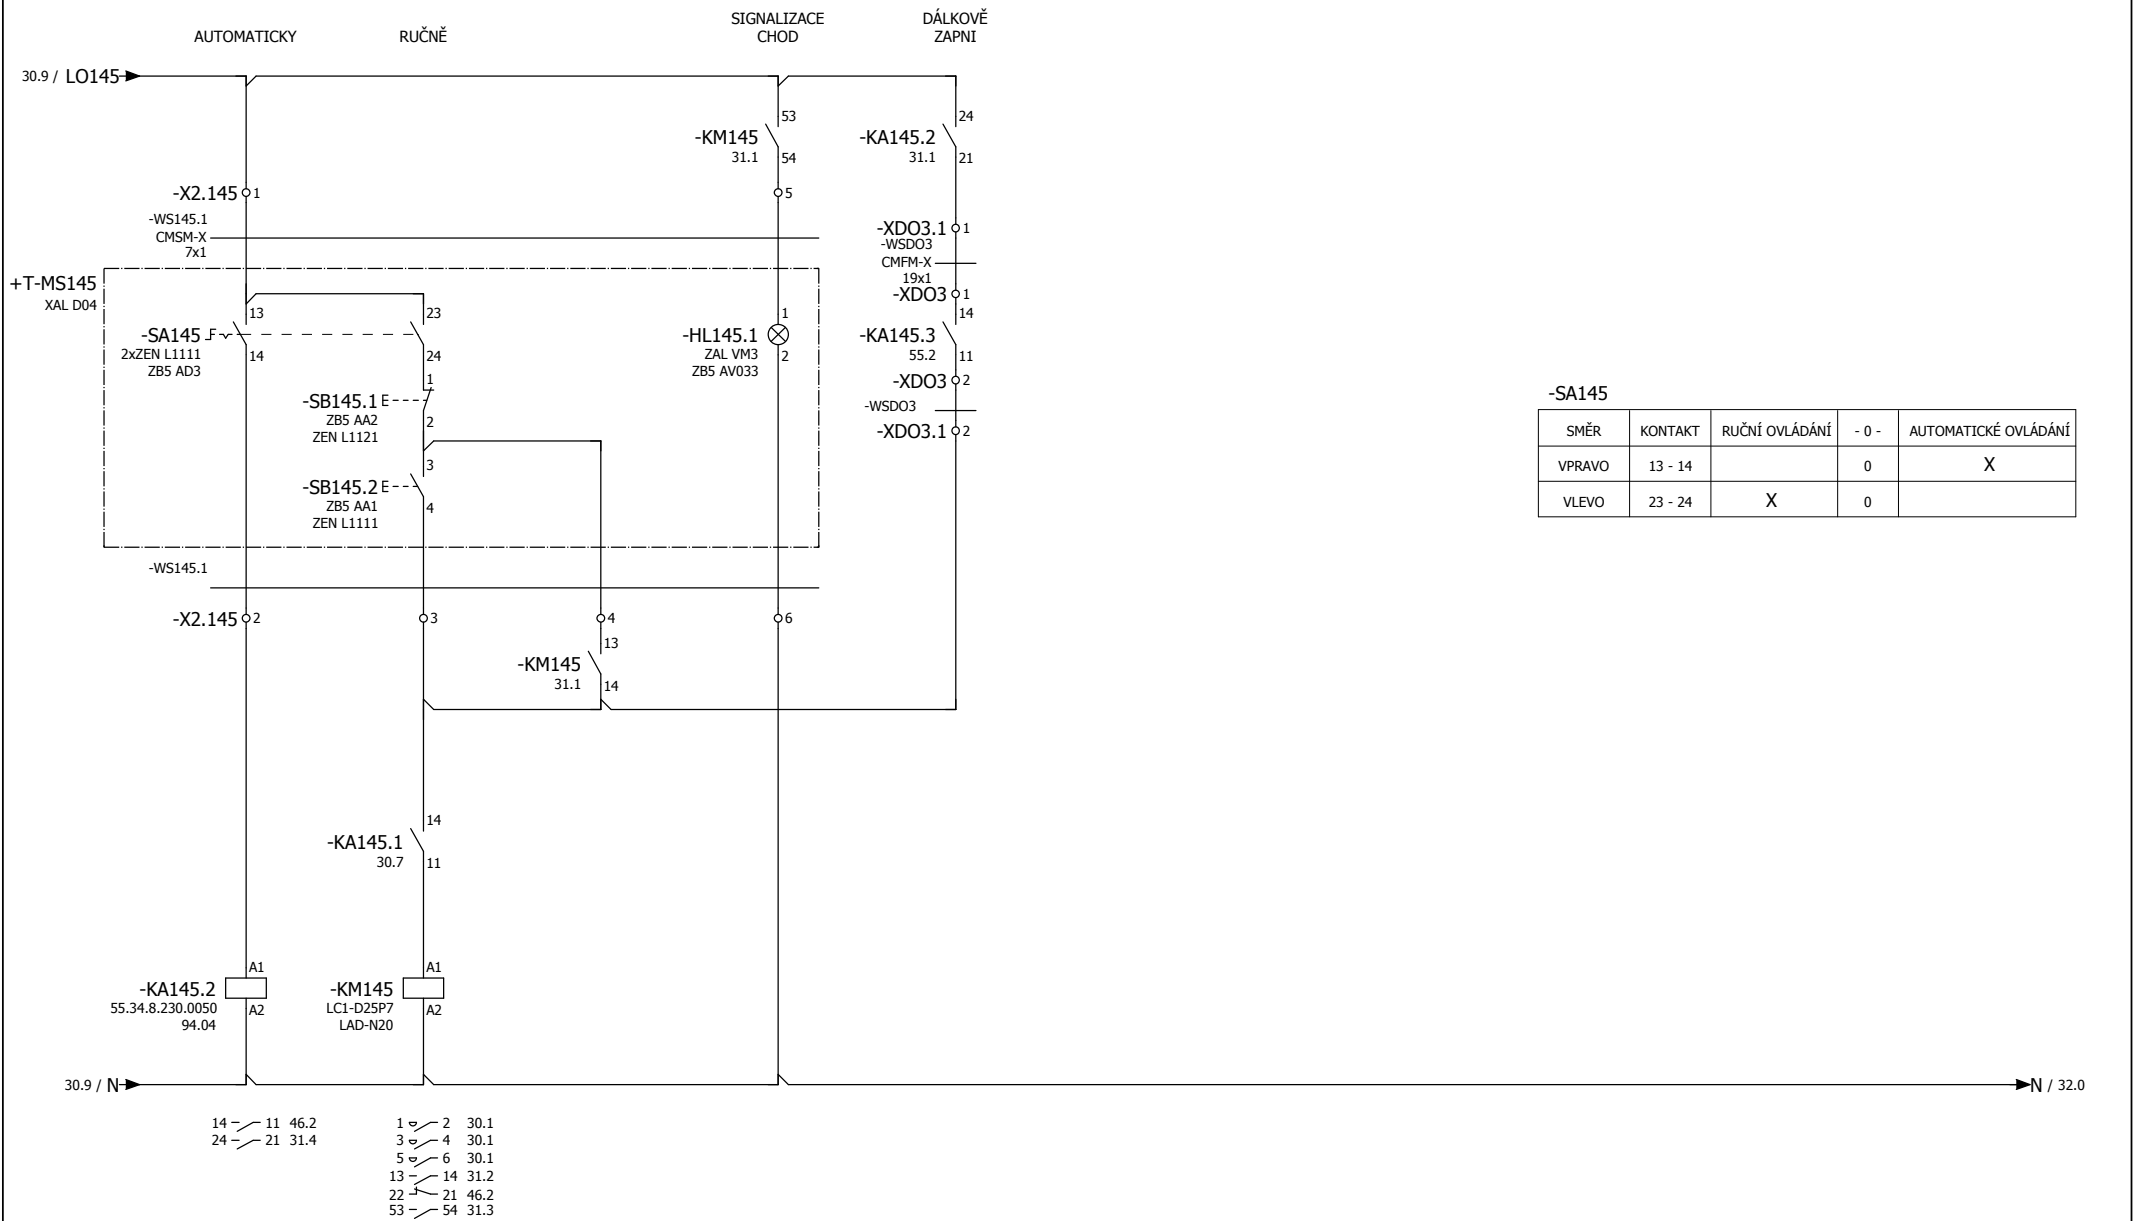 AUTOMATICKY
RUČNĚ
SIGNALIZACE
CHOD
DÁLKOVĚ
ZAPNI
30.9 / LO145
53
-KM145
31.1
54
24
-KA145.2
31.1
21
-X2.145
1
5
-WS145.1
CMSM-X
7x1
-XDO3.1
1
-WSDO3
CMFM-X
19x1
-XDO3
1
+T-MS145
XAL D04
13
-SA145
2xZEN L1111
ZB5 AD3
14
23
24
1
-HL145.1
ZAL VM3
ZB5 AV033
2
14
-KA145.3
55.2
11
-XDO3
2
-WSDO3
-XDO3.1
2
1
-SB145.1
ZB5 AA2
ZEN L1121
2
3
-SB145.2
ZB5 AA1
ZEN L1111
4
-SA145
SMĚR KONTAKT RUČNÍ OVLÁDÁNÍ - 0 - AUTOMATICKÉ OVLÁDÁNÍ
VPRAVO 13 - 14 0 X
VLEVO 23 - 24 X 0
-WS145.1
-X2.145
2
3
4
6
13
-KM145
31.1
14
14
-KA145.1
30.7
11
A1
-KA145.2
55.34.8.230.0050
94.04
A2
A1
-KM145
LC1-D25P7
LAD-N20
A2
30.9 / N
N / 32.0
14 11 46.2
24 21 31.4
1 2 30.1
3 4 30.1
5 6 30.1
13 14 31.2
22 21 46.2
53 54 31.3